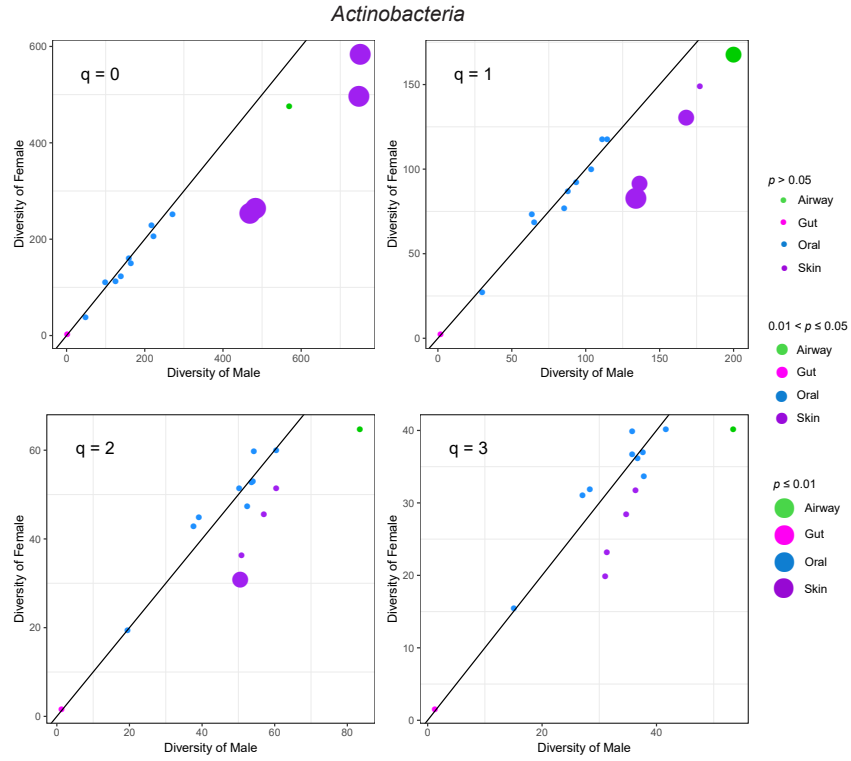 Actinobacteria
q = 0
600
400
200
0
Diversity of Female
0
200
400
600
Diversity of Male
q = 1
150
100
50
0
Diversity of Female
0
50
100
150
200
Diversity of Male
q = 2
60
40
20
0
Diversity of Female
0
20
40
60
80
Diversity of Male
q = 3
40
30
20
10
0
Diversity of Female
0
20
40
Diversity of Male
p > 0.05
Airway
Gut
Oral
Skin
0.01 < p ≤ 0.05
Airway
Gut
Oral
Skin
p ≤ 0.01
Airway
Gut
Oral
Skin